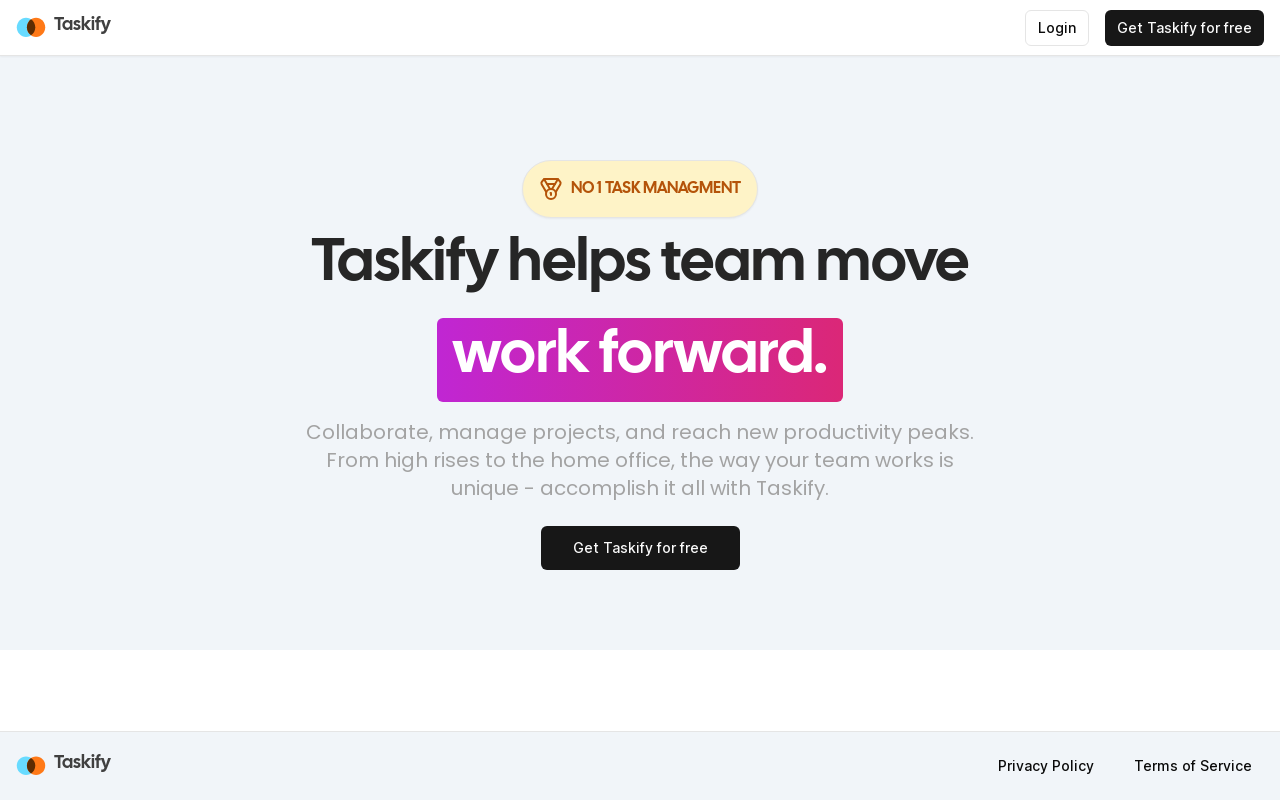 Taskify
Login
Get Taskify for free
NO 1 TASK MANAGMENT
Taskify helps team move
work forward.
Collaborate, manage projects, and reach new productivity peaks.
From high rises to the home office, the way your team works is
unique - accomplish it all with Taskify.
Get Taskify for free
Taskify
Privacy Policy
Terms of Service